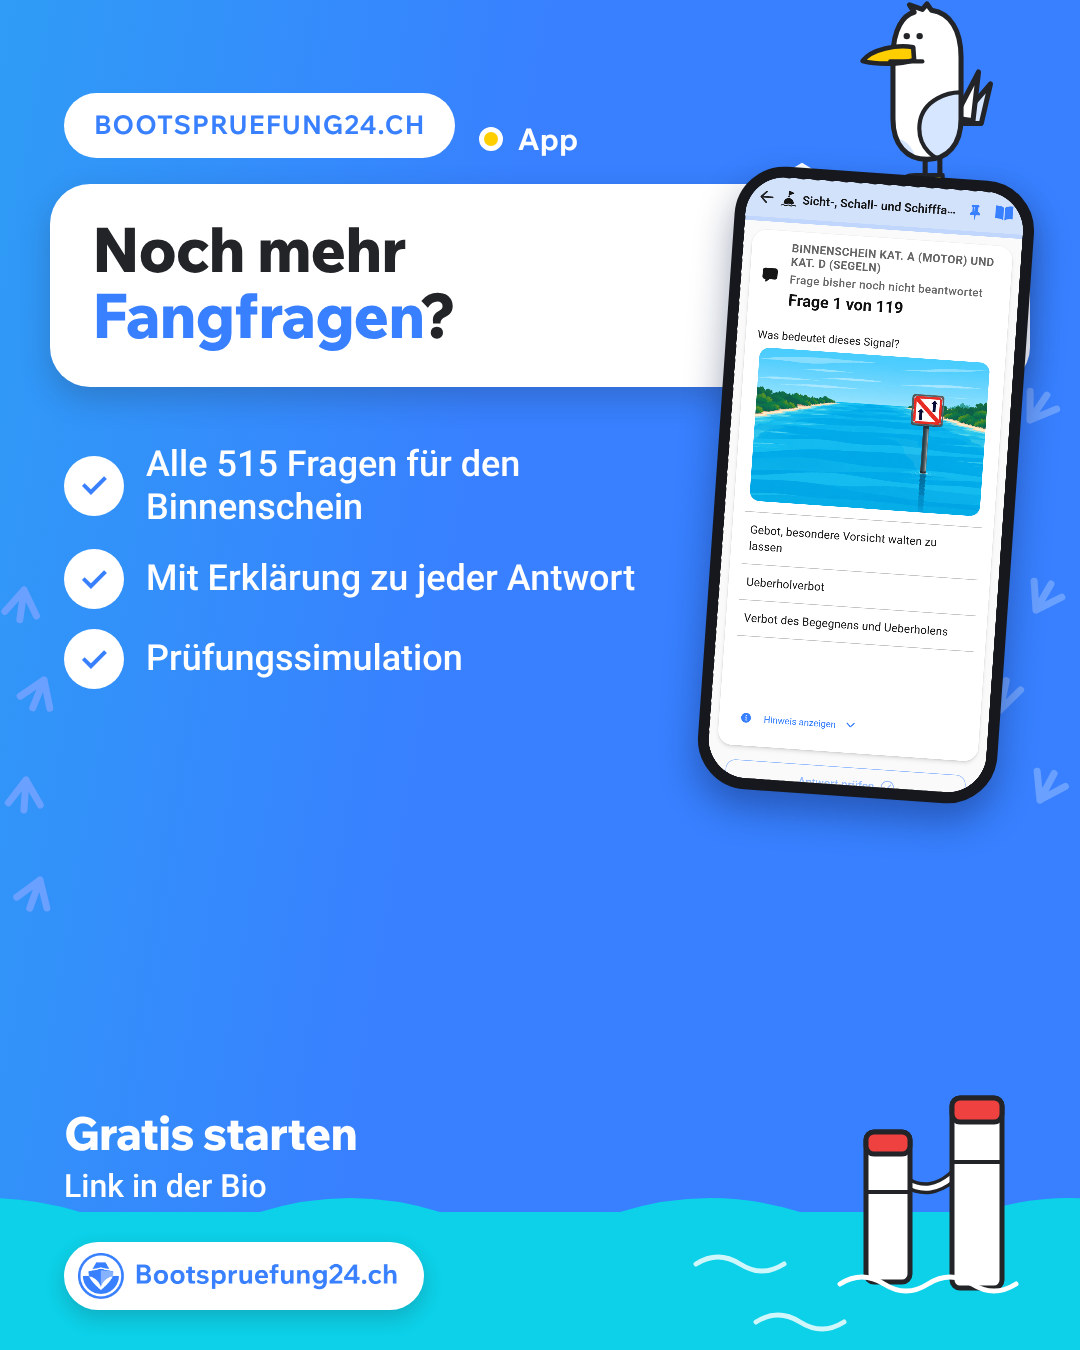 BOOTSPRUEFUNG24.CH
App
Noch mehr
Fangfragen?
Alle 515 Fragen für den
Binnenschein
Mit Erklärung zu jeder Antwort
Prüfungssimulation
Sicht-, Schall- und Schifffa...
BINNENSCHEIN KAT. A (MOTOR) UND
KAT. D (SEGELN)
Frage bisher noch nicht beantwortet
Frage 1 von 119
Was bedeutet dieses Signal?
Gebot, besondere Vorsicht walten zu
lassen
Ueberholverbot
Verbot des Begegnens und Ueberholens
Hinweis anzeigen
Antwort prüfen
Gratis starten
Link in der Bio
Bootspruefung24.ch